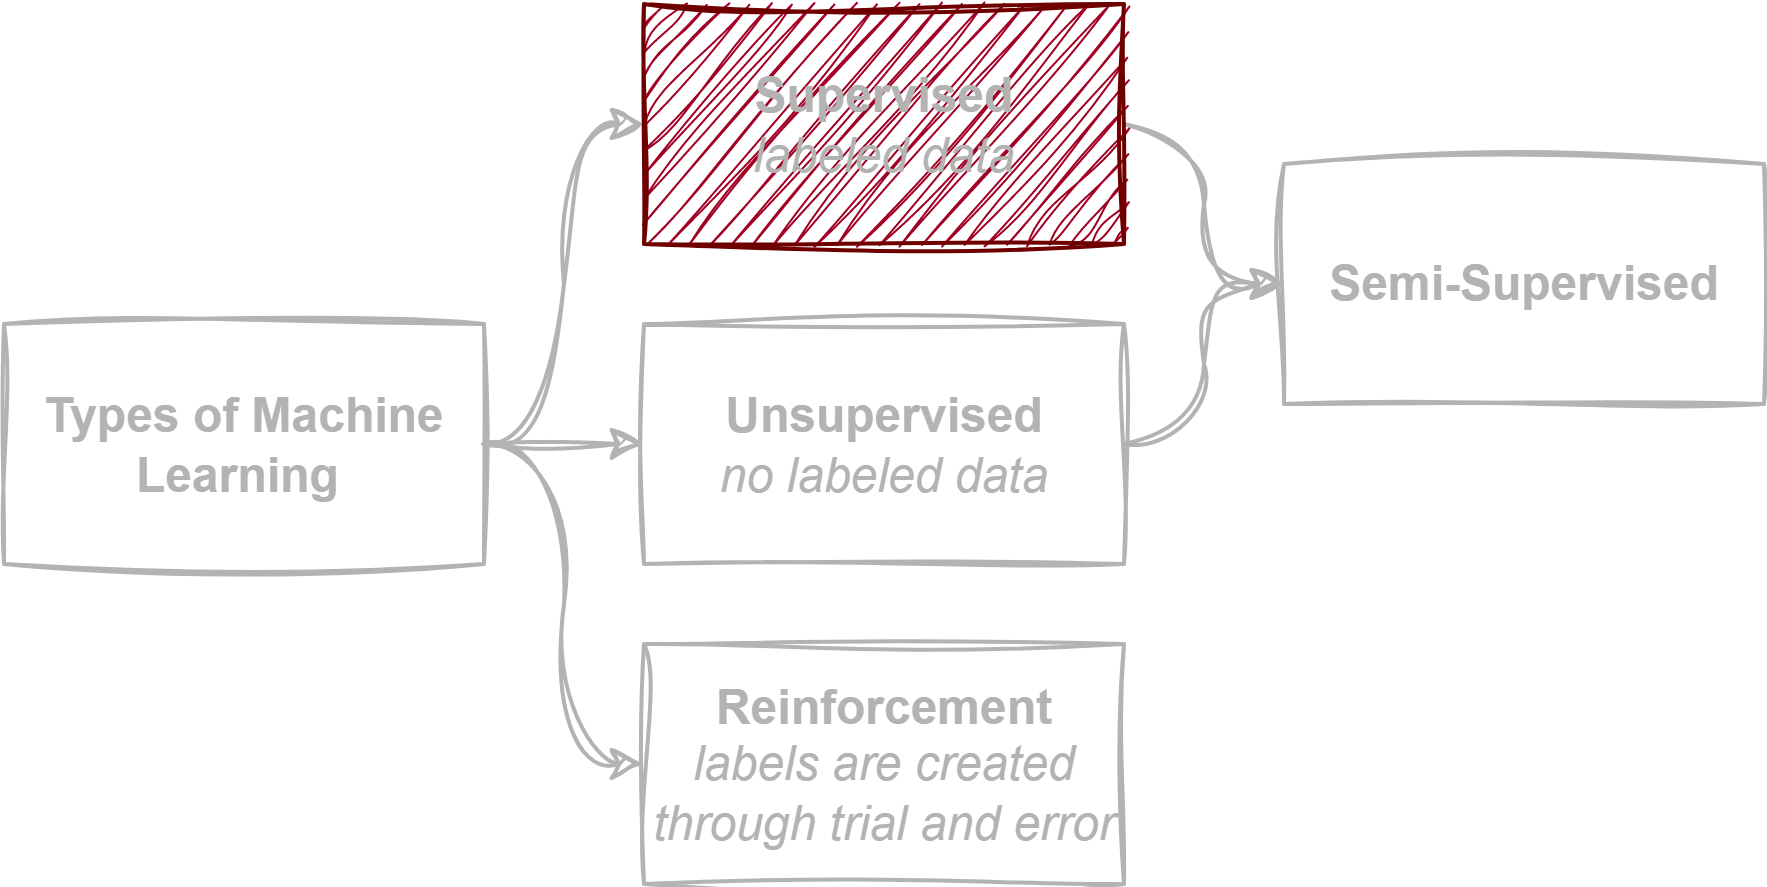 Supervised
labeled data
Semi-Supervised
Types of Machine
Learning
Unsupervised
no labeled data
Reinforcement
labels are created
through trial and error